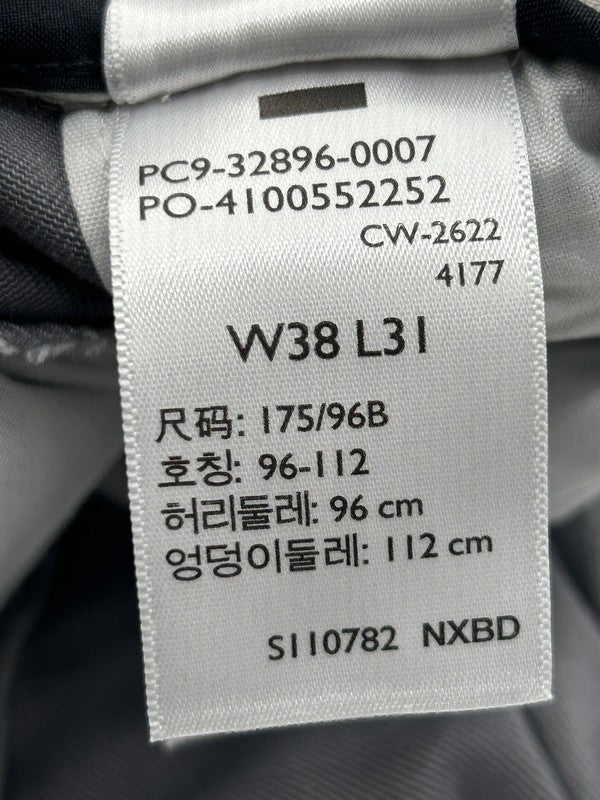 PC9-32896-0007
PO-4100552252
CW-2622
4177
W38 L31
尺码: 175/96B
호칭: 96-112
허리둘레: 96 cm
엉덩이둘레: 112 cm
S110782 NXBD